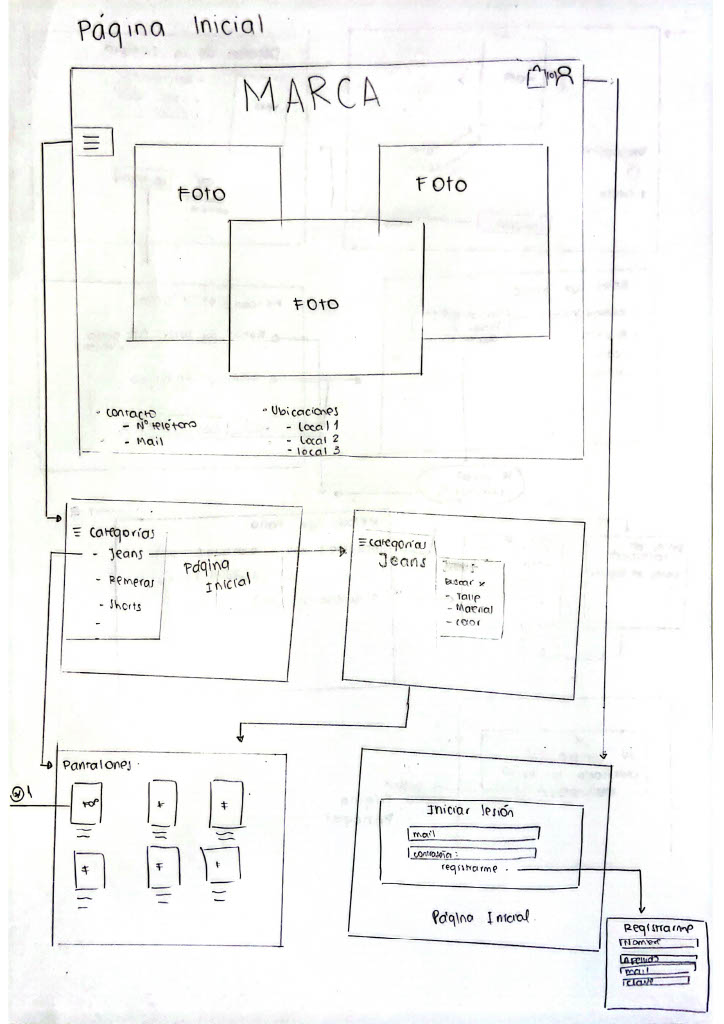 Página Inicial
MARCA
FOTO
FOTO
FOTO
- Contacto
- N° teléfono
- Mail
- Ubicaciones
- Local 1
- Local 2
- local 3
Categorías
- Jeans
- Remeras
- Shorts
-
Página
Inicial
Categorías
Jeans
Buscar x
- Talle
- Material
- color
Pantalones
1
Foto
F
F
F
F
Iniciar sesión
mail
contraseña:
registrarme
Página Inicial
Registrarme
Nombre
Apellido
mail
clave